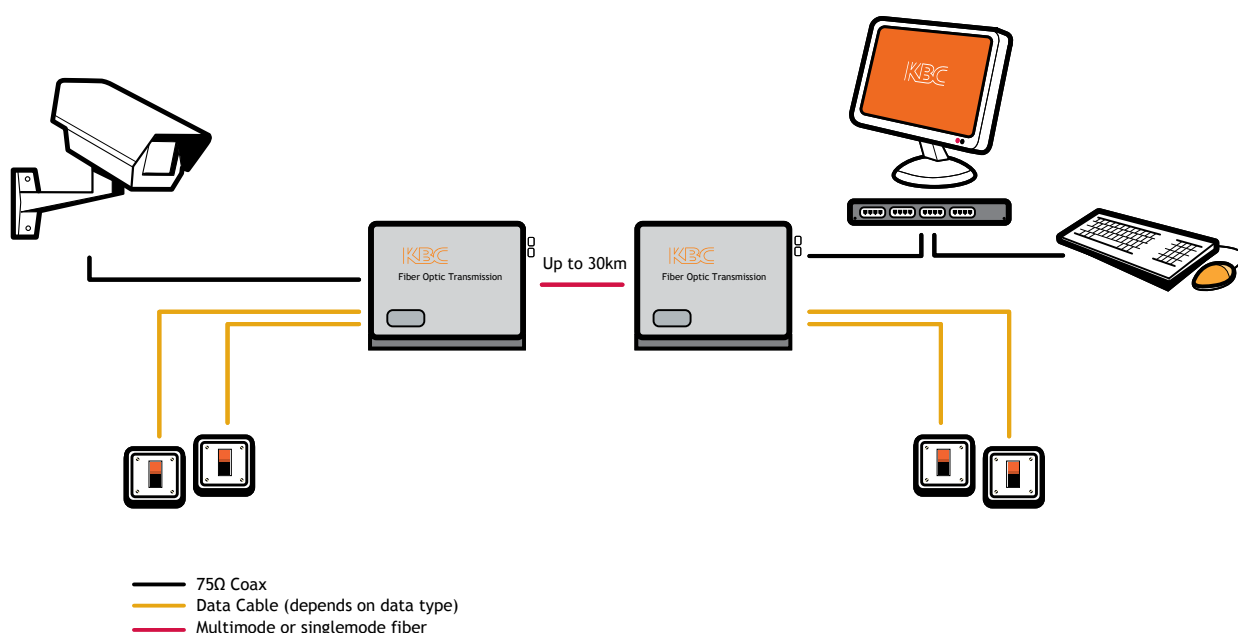 KBC
KBC
Fiber Optic Transmission
Up to 30km
KBC
Fiber Optic Transmission
75Ω Coax
Data Cable (depends on data type)
Multimode or singlemode fiber